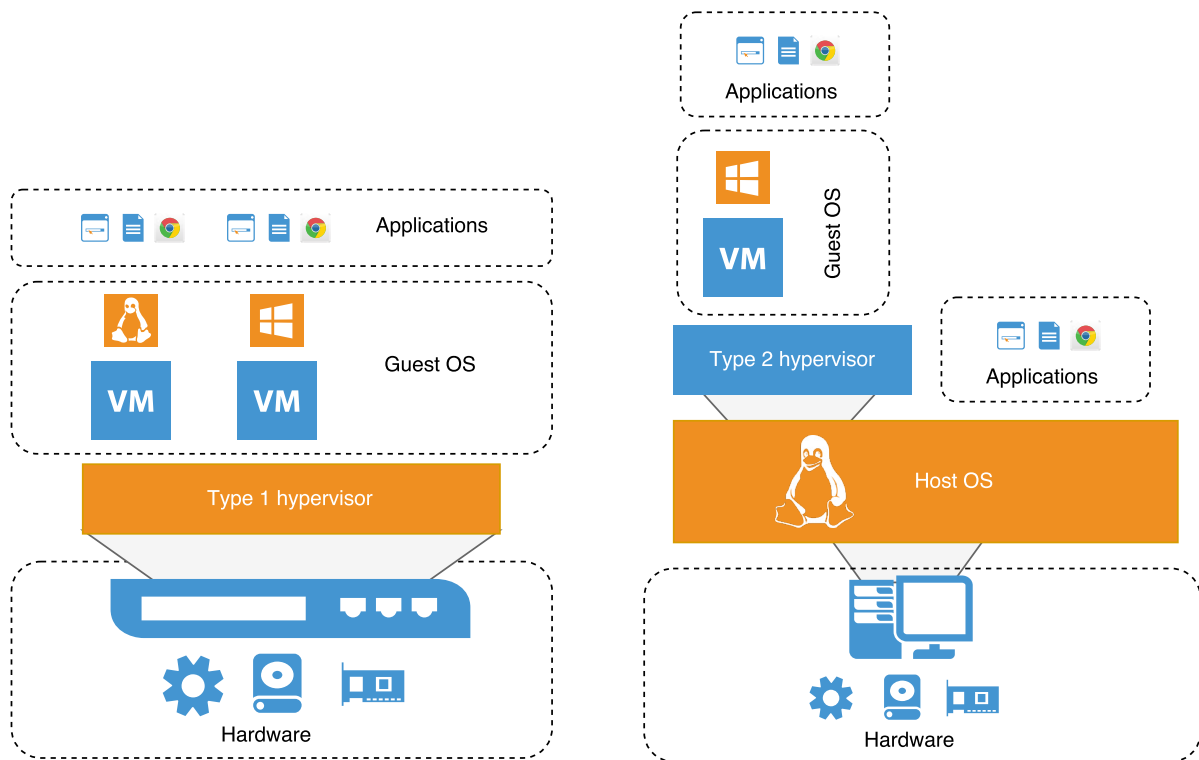 Applications
Guest OS
VM
VM
Type 1 hypervisor
Hardware
Applications
Guest OS
VM
Type 2 hypervisor
Applications
Host OS
Hardware